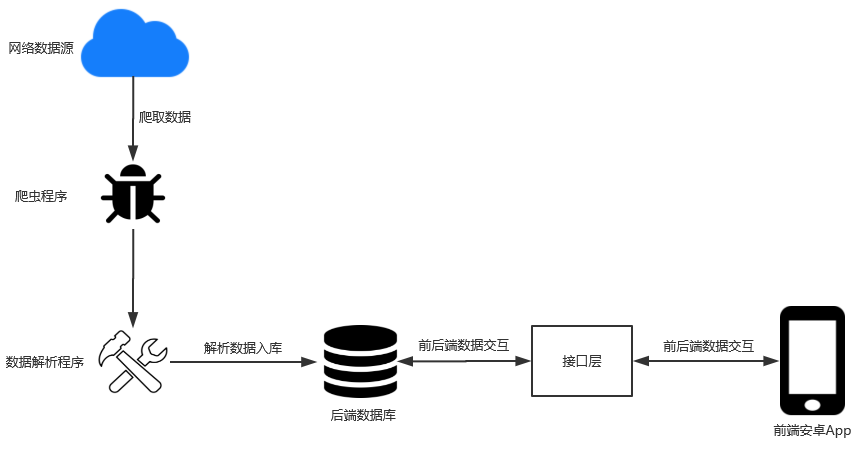 网络数据源
爬取数据
爬虫程序
数据解析程序
解析数据入库
后端数据库
前后端数据交互
接口层
前后端数据交互
前端安卓App